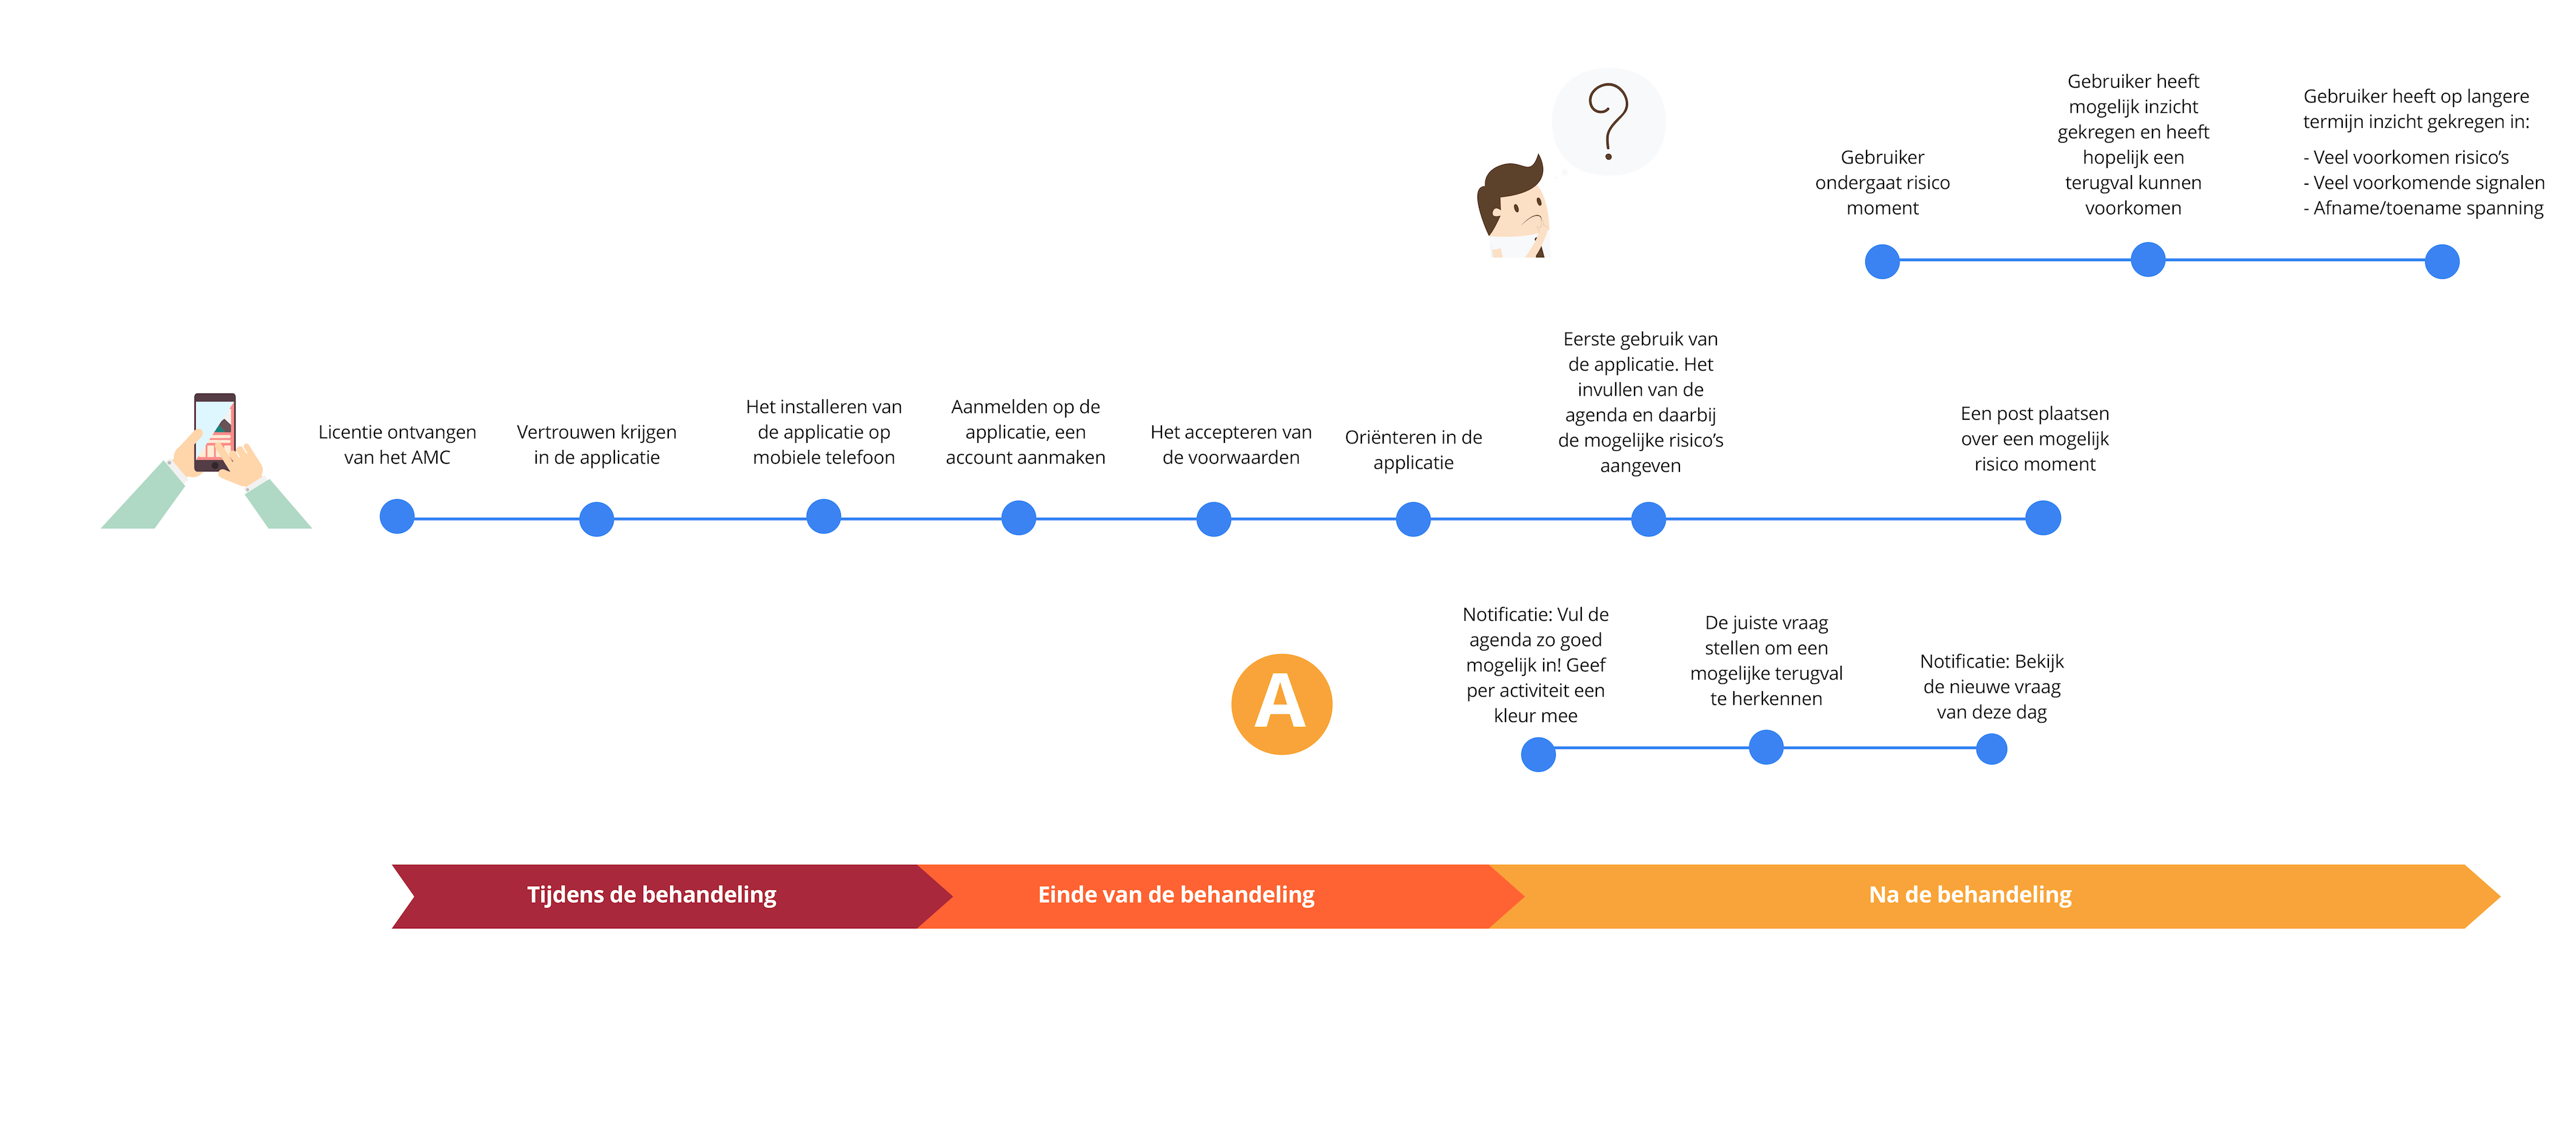 Gebruiker
ondergaat risico
moment
Gebruiker heeft
mogelijk inzicht
gekregen en heeft
hopelijk een
terugval kunnen
voorkomen
Gebruiker heeft op langere
termijn inzicht gekregen in:
- Veel voorkomen risico's
- Veel voorkomende signalen
- Afname/toename spanning
Licentie ontvangen
van het AMC
Vertrouwen krijgen
in de applicatie
Het installeren van
de applicatie op
mobiele telefoon
Aanmelden op de
applicatie, een
account aanmaken
Het accepteren van
de voorwaarden
Oriënteren in de
applicatie
Eerste gebruik van
de applicatie. Het
invullen van de
agenda en daarbij
de mogelijke risico's
aangeven
Een post plaatsen
over een mogelijk
risico moment
A
Notificatie: Vul de
agenda zo goed
mogelijk in! Geef
per activiteit een
kleur mee
De juiste vraag
stellen om een
mogelijke terugval
te herkennen
Notificatie: Bekijk
de nieuwe vraag
van deze dag
Tijdens de behandeling
Einde van de behandeling
Na de behandeling